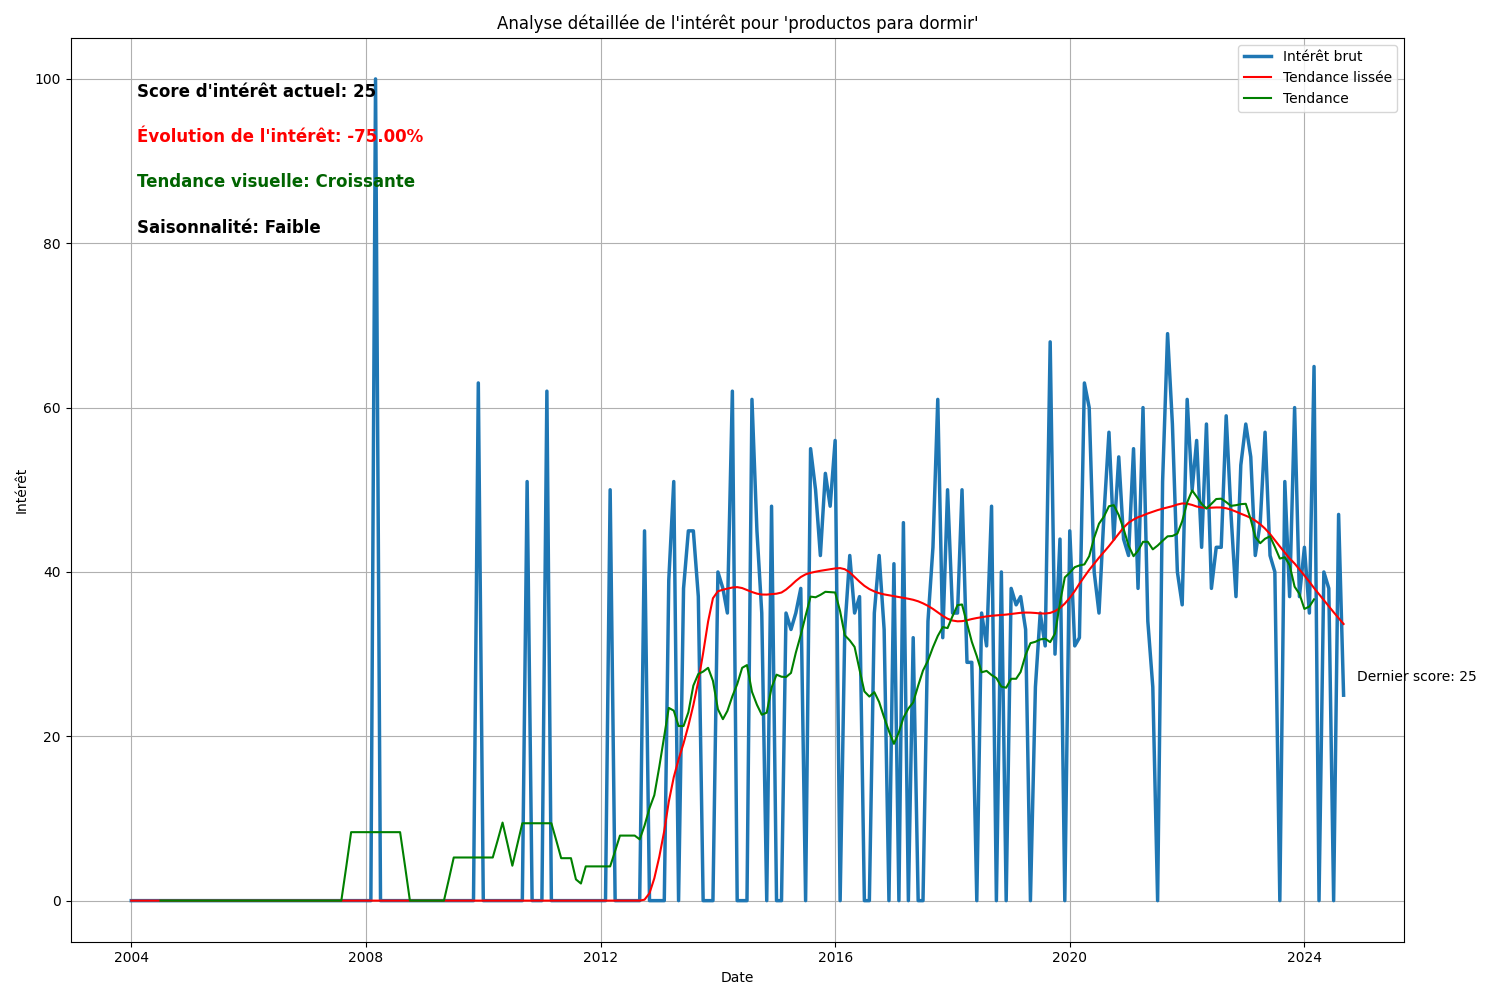 Analyse détaillée de l'intérêt pour 'productos para dormir'
Intérêt brut
Tendance lissée
Tendance
Score d'intérêt actuel: 25
Évolution de l'intérêt: -75.00%
Tendance visuelle: Croissante
Saisonnalité: Faible
100
80
60
40
20
0
Intérêt
Dernier score: 25
2004 2008 2012 2016 2020 2024
Date